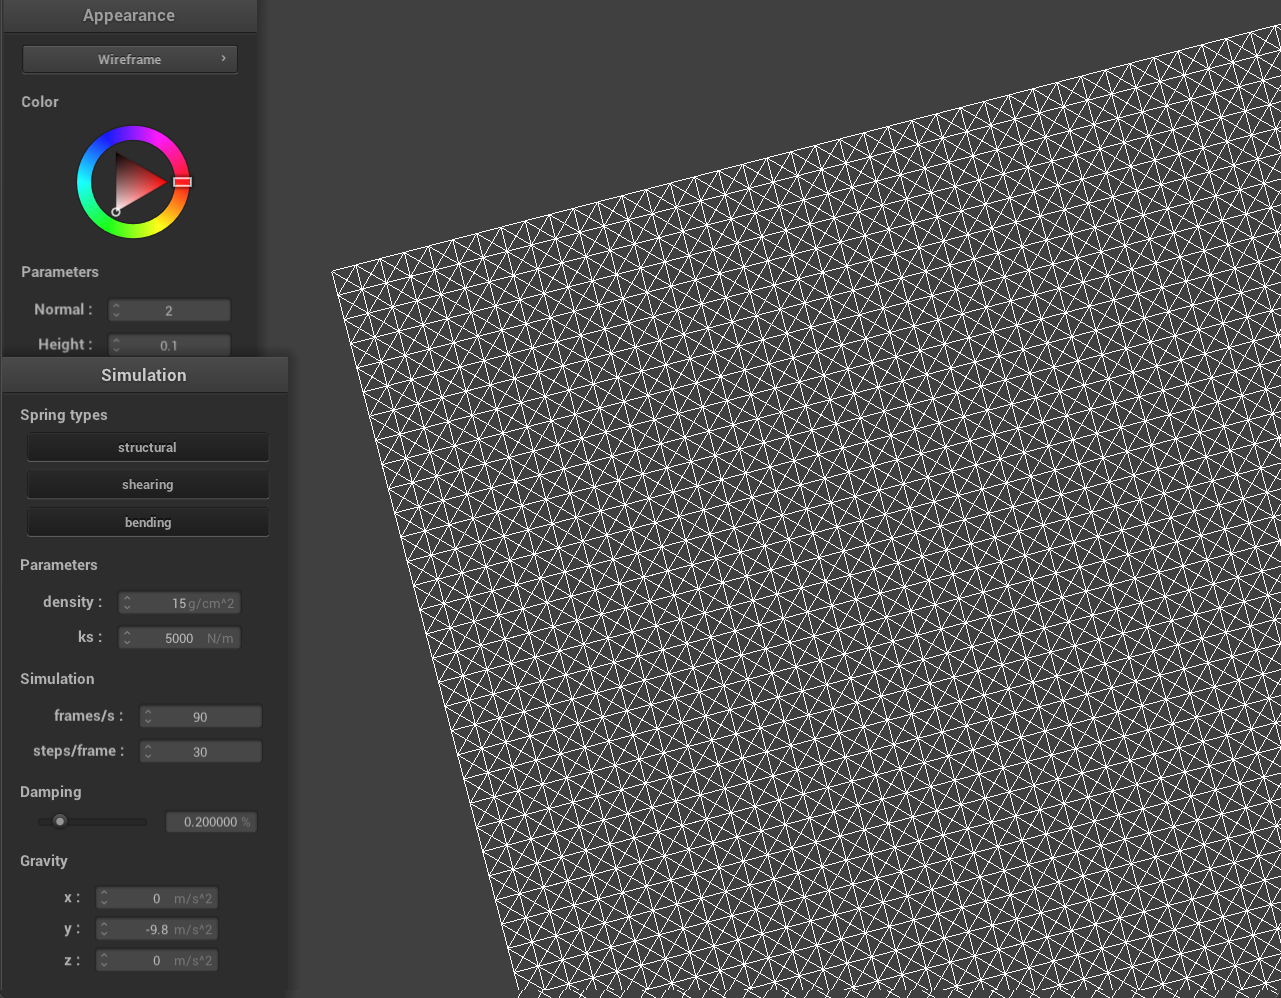 Appearance
Wireframe ›
Color
Parameters
Normal : 2
Height : 0.1
Simulation
Spring types
structural
shearing
bending
Parameters
density : 15 g/cm^2
ks : 5000 N/m
Simulation
frames/s : 90
steps/frame : 30
Damping
0.200000 %
Gravity
x : 0 m/s^2
y : -9.8 m/s^2
z : 0 m/s^2